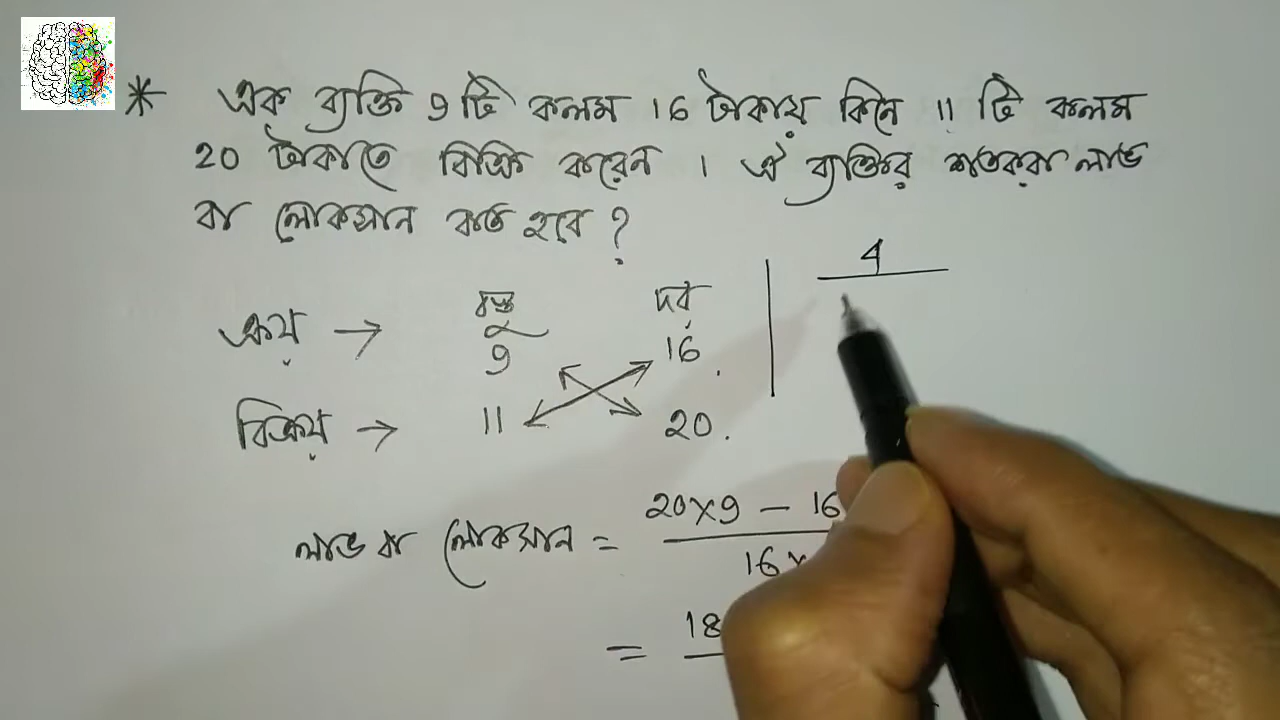 * এক ব্যক্তি 9 টি কলম 16 টাকায় কিনে 11 টি কলম
20 টাকাতে বিক্রি করেন । ঐ ব্যক্তির শতকরা লাভ
বা লোকসান কত হবে ?
4
বস্তু দর
ক্রয় → 9 16 .
বিক্রয় → 11 20 .
লাভ বা লোকসান = 20×9 – 16
16×
= 18